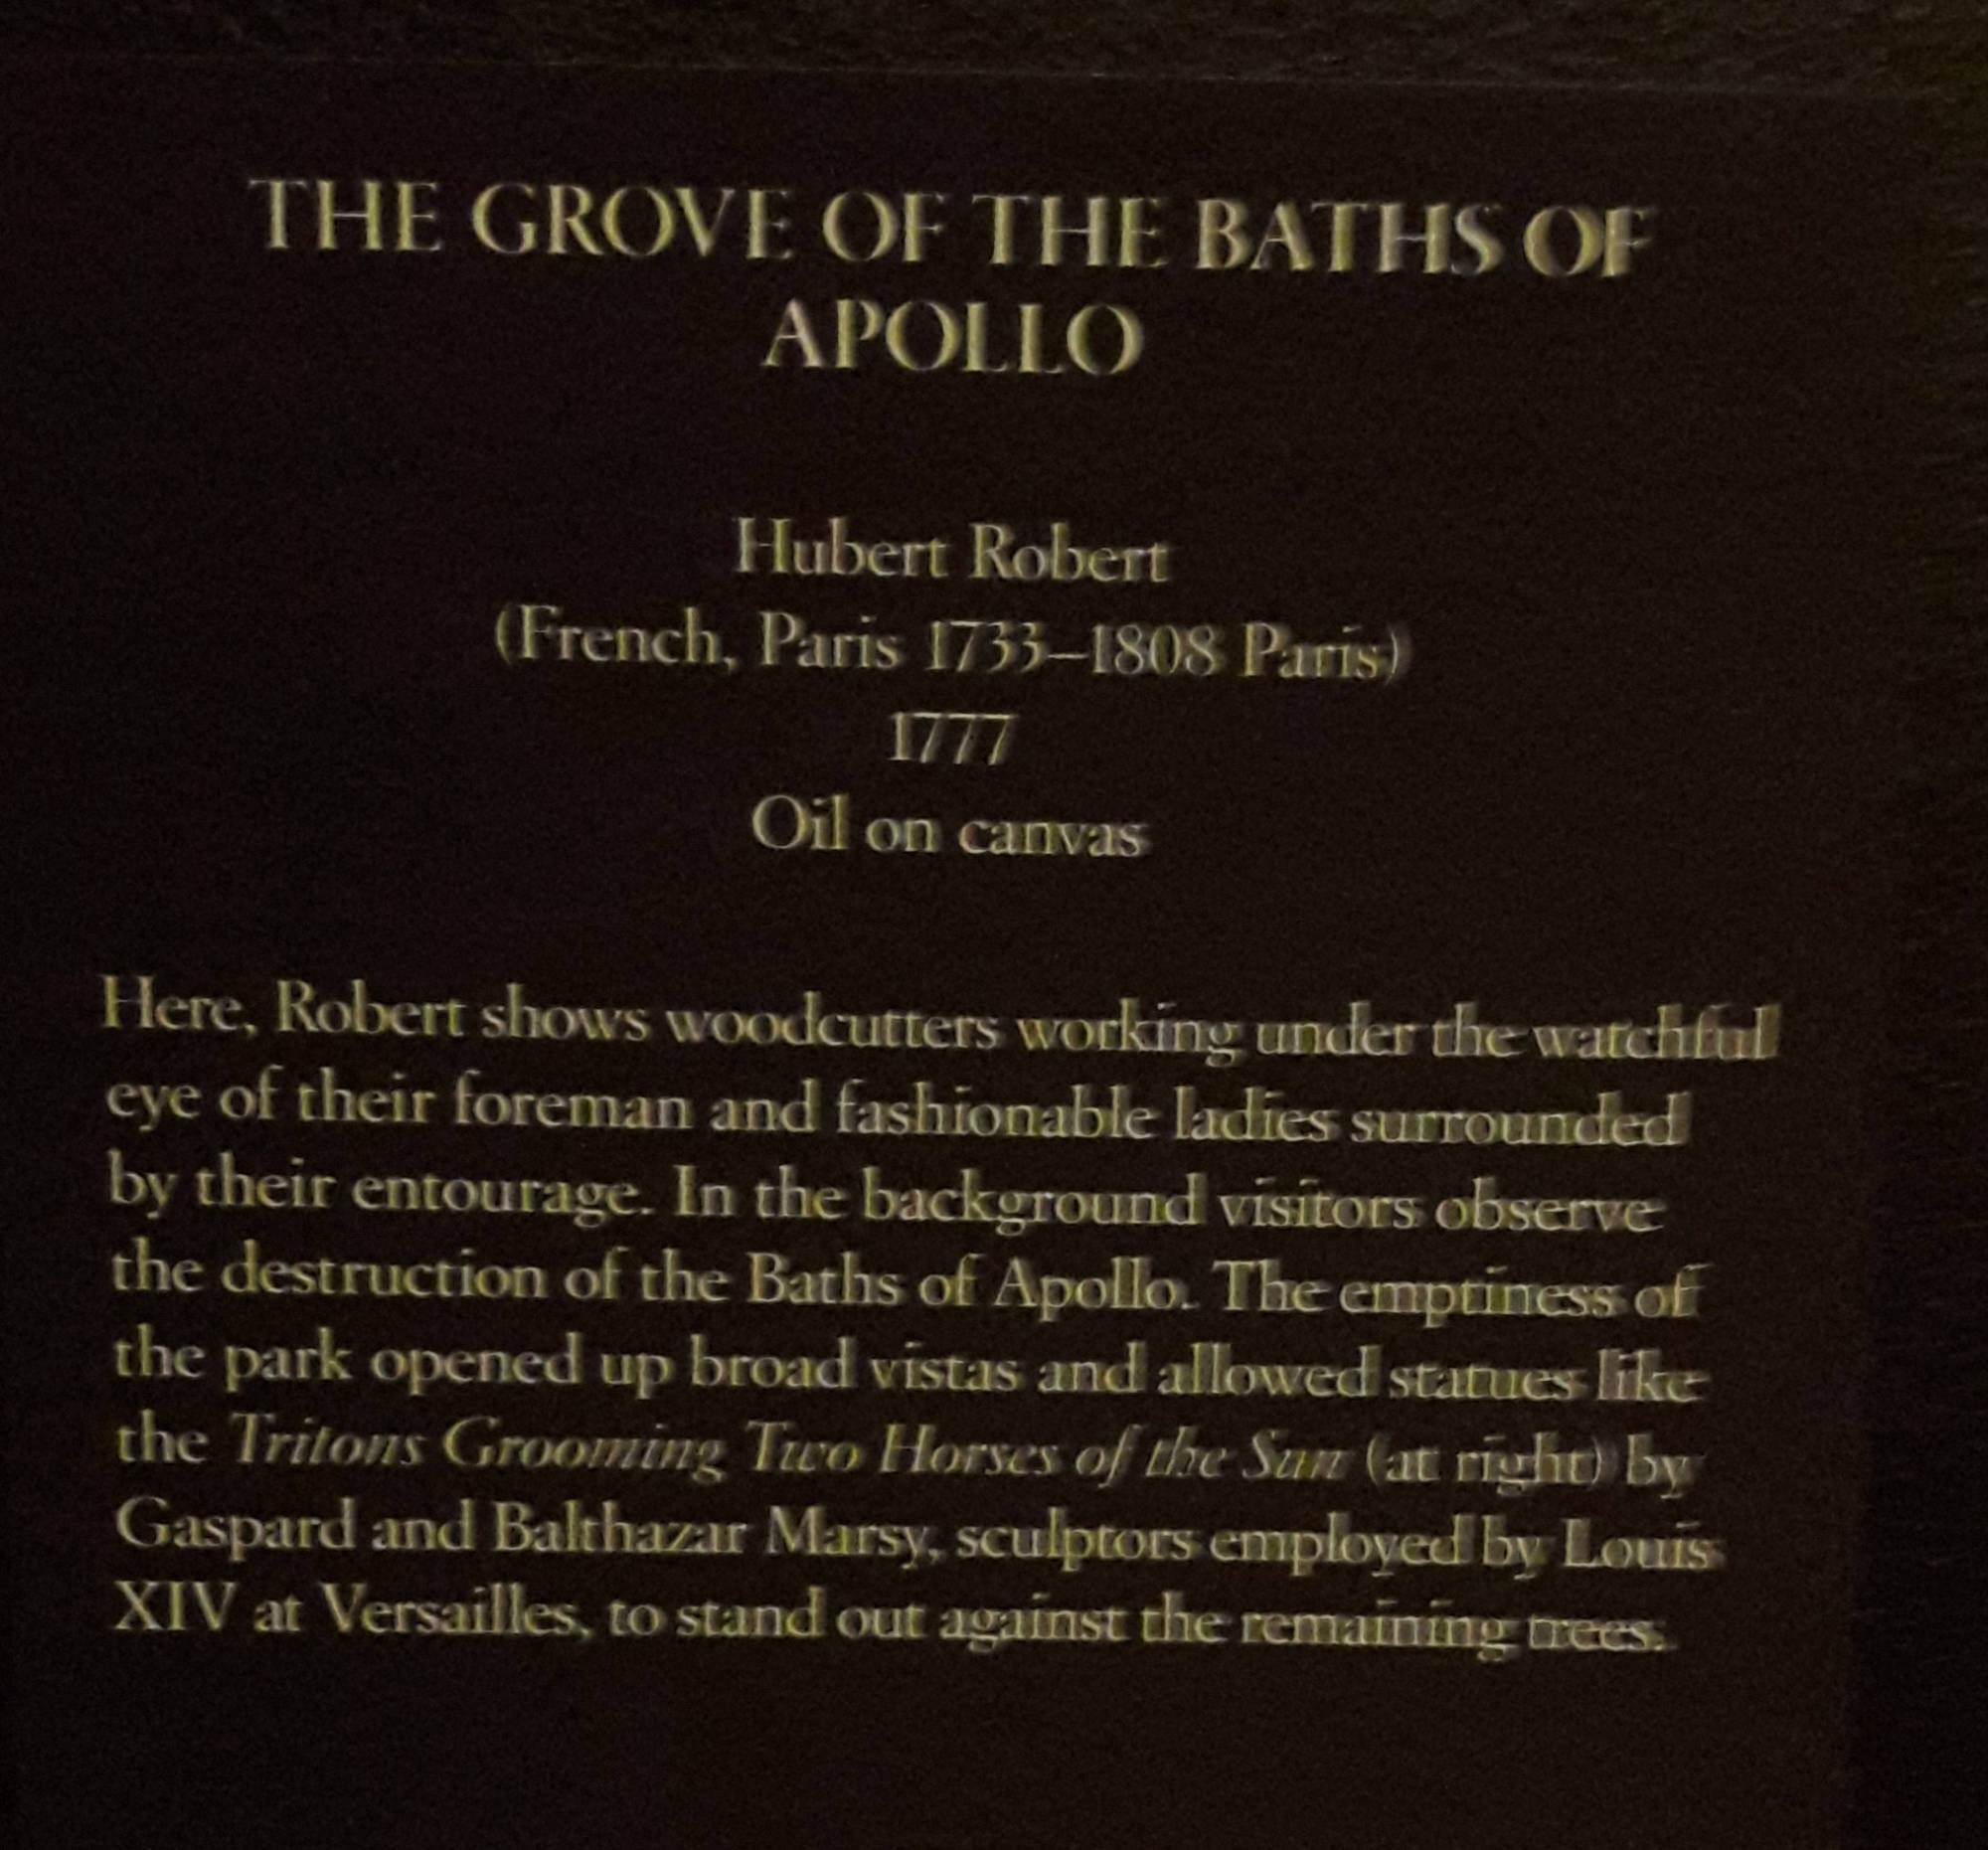 THE GROVE OF THE BATHS OF
APOLLO
Hubert Robert
(French, Paris 1733–1808 Paris)
1777
Oil on canvas
Here, Robert shows woodcutters working under the watchful
eye of their foreman and fashionable ladies surrounded
by their entourage. In the background visitors observe
the destruction of the Baths of Apollo. The emptiness of
the park opened up broad vistas and allowed statues like
the Tritons Grooming Two Horses of the Sun (at right) by
Gaspard and Balthazar Marsy, sculptors employed by Louis
XIV at Versailles, to stand out against the remaining trees.